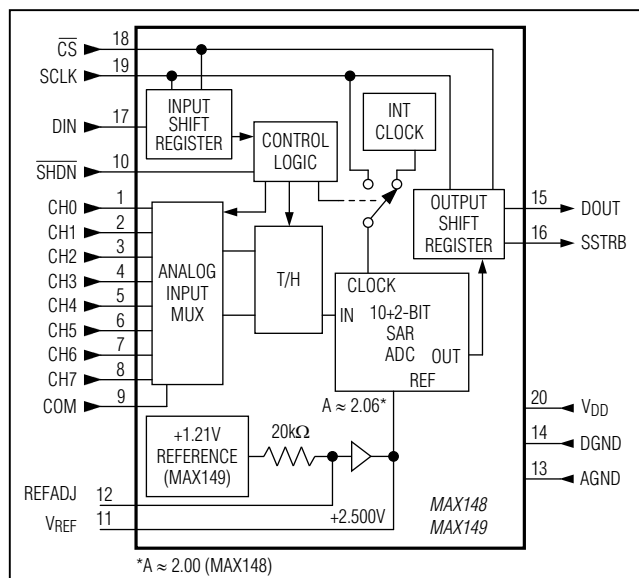 CS
18
SCLK
19
DIN
17
SHDN
10
CH0
1
CH1
2
CH2
3
CH3
4
CH4
5
CH5
6
CH6
7
CH7
8
COM
9
INPUT
SHIFT
REGISTER
CONTROL
LOGIC
INT
CLOCK
OUTPUT
SHIFT
REGISTER
15
DOUT
16
SSTRB
ANALOG
INPUT
MUX
T/H
CLOCK
IN
10+2-BIT
SAR
ADC
OUT
REF
A ≈ 2.06*
+1.21V
REFERENCE
(MAX149)
20kΩ
20
VDD
14
DGND
13
AGND
REFADJ
12
VREF
11
+2.500V
MAX148
MAX149
*A ≈ 2.00 (MAX148)